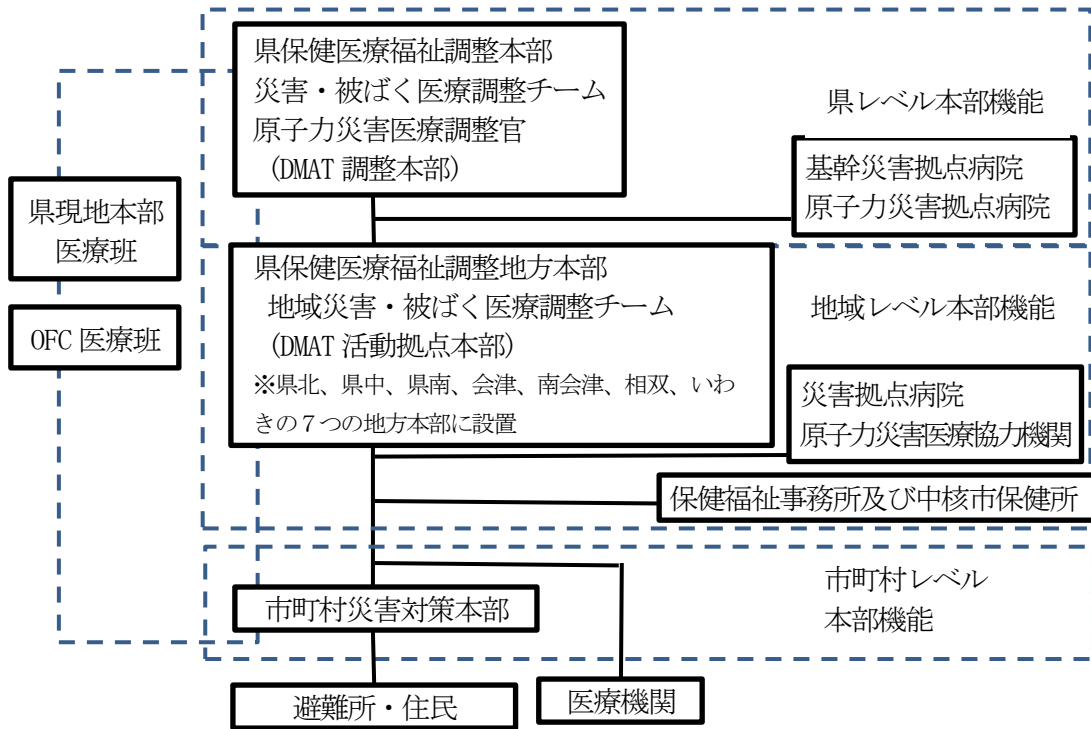 県保健医療福祉調整本部
災害・被ばく医療調整チーム
原子力災害医療調整官
（DMAT 調整本部）
県レベル本部機能
基幹災害拠点病院
原子力災害拠点病院
県現地本部
医療班
OFC 医療班
県保健医療福祉調整地方本部
地域災害・被ばく医療調整チーム
（DMAT 活動拠点本部）
※県北、県中、県南、会津、南会津、相双、いわ
きの７つの地方本部に設置
地域レベル本部機能
災害拠点病院
原子力災害医療協力機関
保健福祉事務所及び中核市保健所
市町村レベル
本部機能
市町村災害対策本部
避難所・住民
医療機関